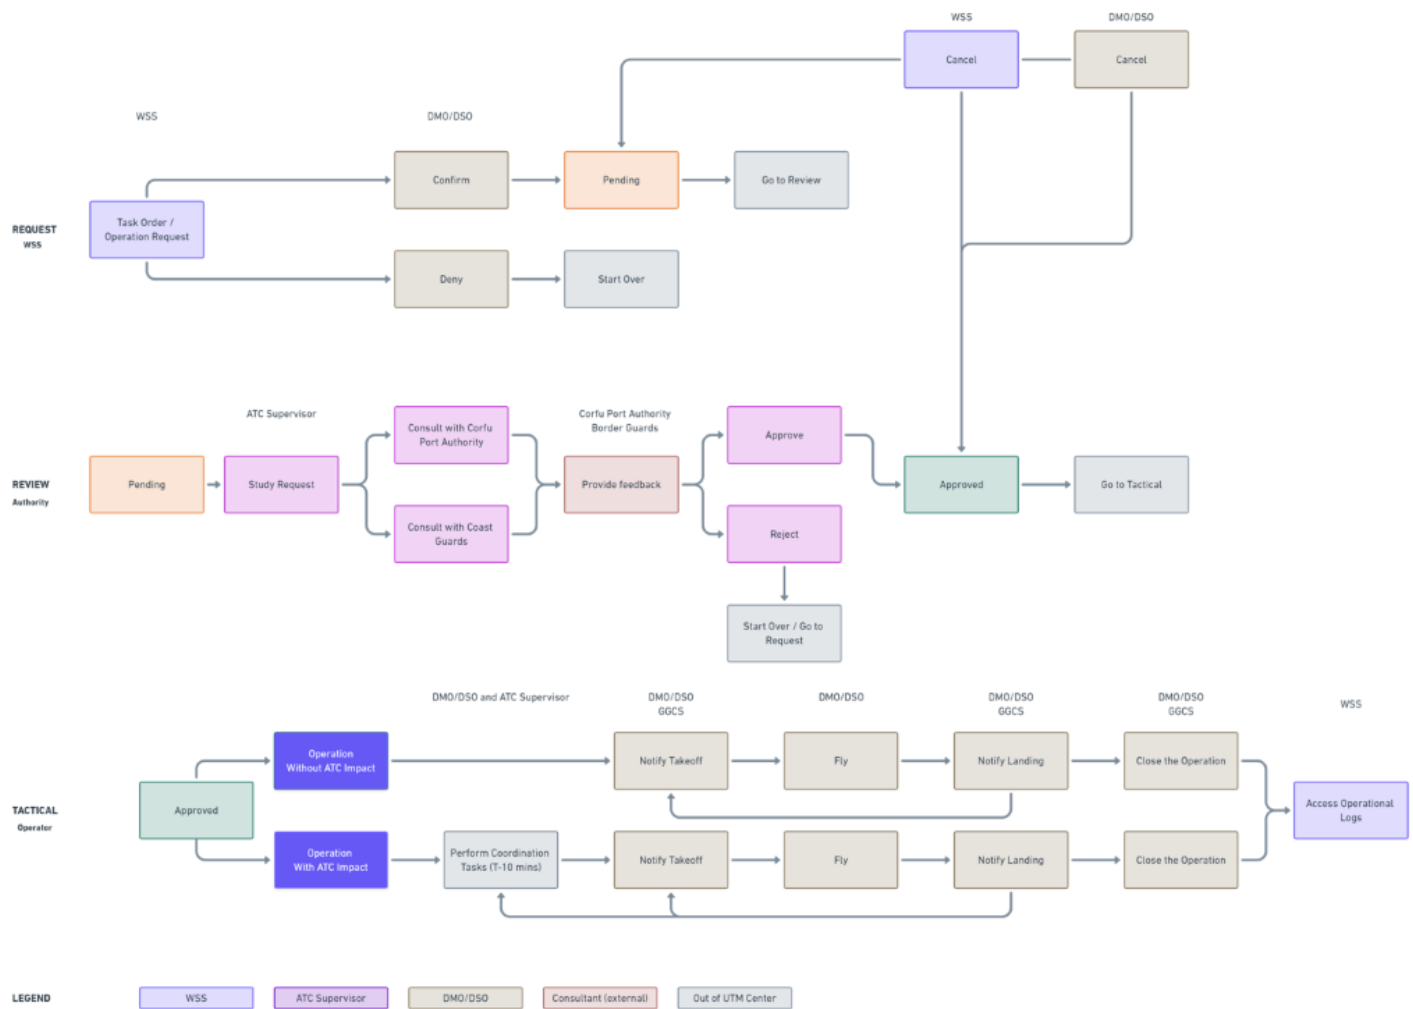 WSS
DMO/DSO
Cancel
Cancel
WSS
DMO/DSO
Confirm
Pending
Go to Review
Task Order /
Operation Request
REQUEST
WSS
Deny
Start Over
ATC Supervisor
Corfu Port Authority
Border Guards
Consult with Corfu
Port Authority
Approve
REVIEW
Authority
Pending
Study Request
Provide feedback
Approved
Go to Tactical
Consult with Coast
Guards
Reject
Start Over / Go to
Request
DMO/DSO and ATC Supervisor
DMO/DSO
GGCS
DMO/DSO
DMO/DSO
GGCS
DMO/DSO
GGCS
WSS
Operation
Without ATC Impact
Notify Takeoff
Fly
Notify Landing
Close the Operation
TACTICAL
Operator
Approved
Access Operational
Logs
Operation
With ATC Impact
Perform Coordination
Tasks (T-10 mins)
Notify Takeoff
Fly
Notify Landing
Close the Operation
LEGEND
WSS
ATC Supervisor
DMO/DSO
Consultant (external)
Out of UTM Center